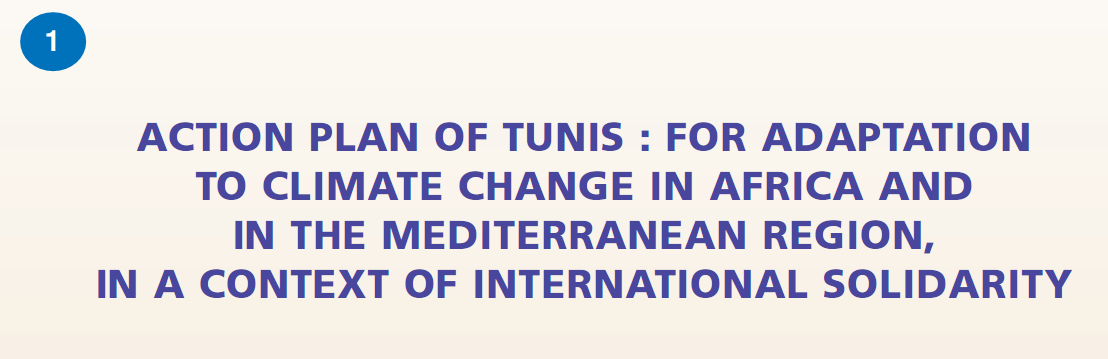 1
ACTION PLAN OF TUNIS : FOR ADAPTATION
TO CLIMATE CHANGE IN AFRICA AND
IN THE MEDITERRANEAN REGION,
IN A CONTEXT OF INTERNATIONAL SOLIDARITY